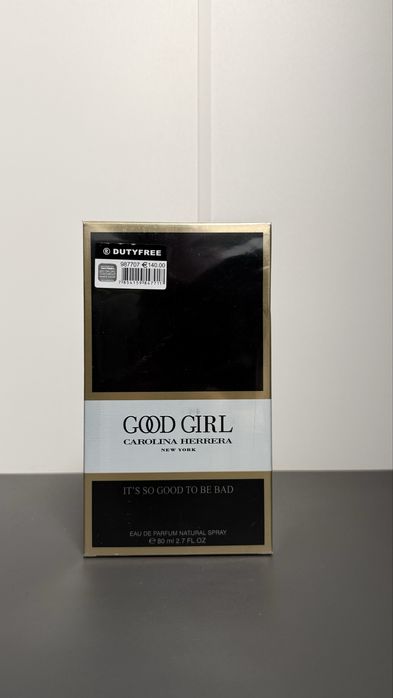 ® DUTYFREE
987707 €140.00
GOOD GIRL
CAROLINA HERRERA
NEW YORK
IT'S SO GOOD TO BE BAD
EAU DE PARFUM NATURAL SPRAY
℮ 80 ml 2.7 FL.OZ